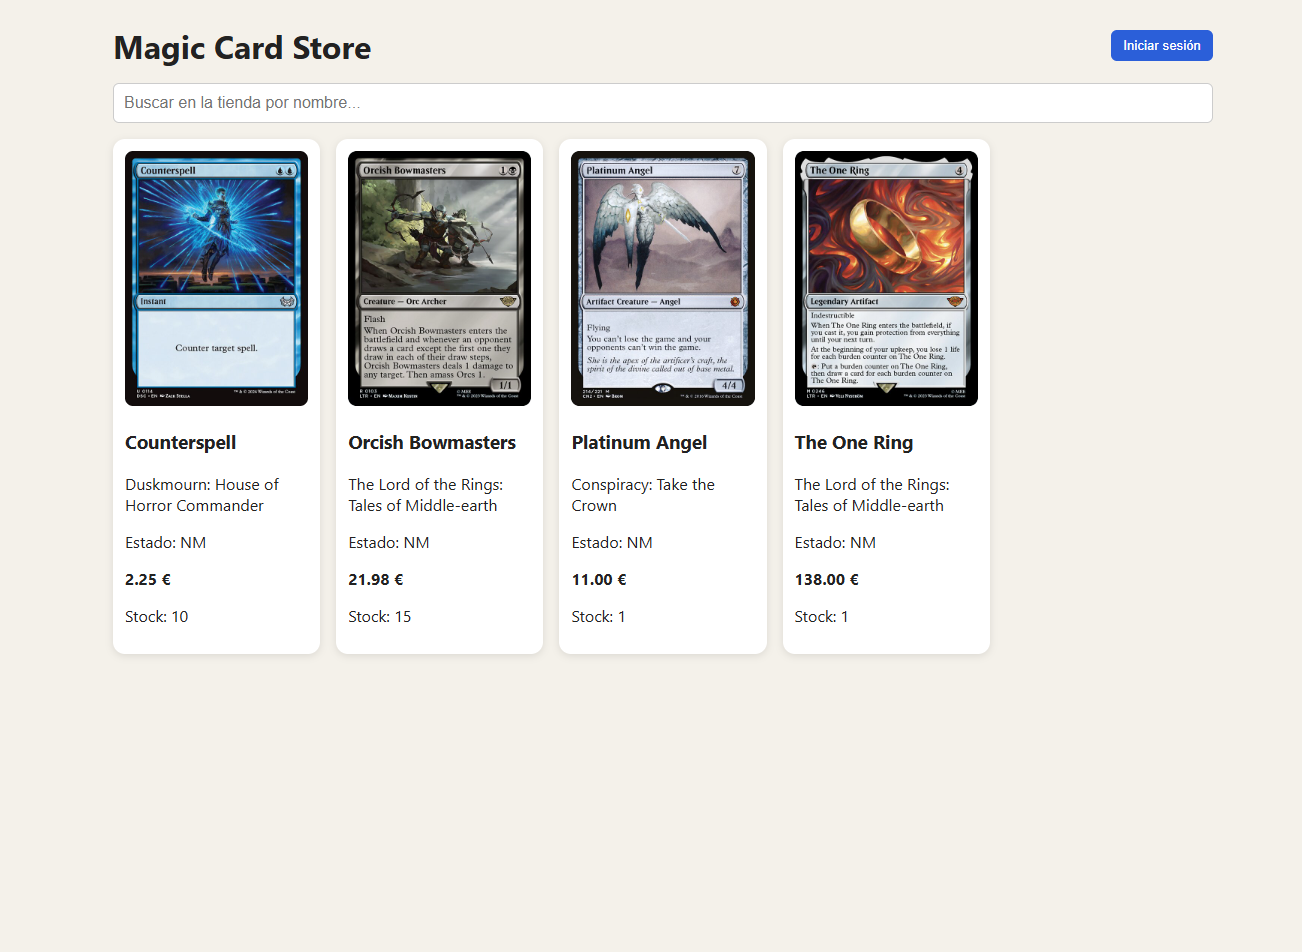 Magic Card Store
Iniciar sesión
Buscar en la tienda por nombre...
Counterspell
Instant
Counter target spell.
Orcish Bowmasters
1
Creature — Orc Archer
Flash
When Orcish Bowmasters enters the
battlefield and whenever an opponent
draws a card except the first one they
draw in each of their draw steps,
Orcish Bowmasters deals 1 damage to
any target. Then amass Orcs 1.
1/1
Platinum Angel
7
Artifact Creature — Angel
Flying
You can't lose the game and your
opponents can't win the game.
She is the apex of the artificer's craft, the
spirit of the divine called out of base metal.
4/4
The One Ring
4
Legendary Artifact
Indestructible
When The One Ring enters the battlefield, if
you cast it, you gain protection from everything
until your next turn.
At the beginning of your upkeep, you lose 1 life
for each burden counter on The One Ring.
: Put a burden counter on The One Ring,
then draw a card for each burden counter on
The One Ring.
Counterspell
Duskmourn: House of
Horror Commander
Estado: NM
2.25 €
Stock: 10
Orcish Bowmasters
The Lord of the Rings:
Tales of Middle-earth
Estado: NM
21.98 €
Stock: 15
Platinum Angel
Conspiracy: Take the
Crown
Estado: NM
11.00 €
Stock: 1
The One Ring
The Lord of the Rings:
Tales of Middle-earth
Estado: NM
138.00 €
Stock: 1